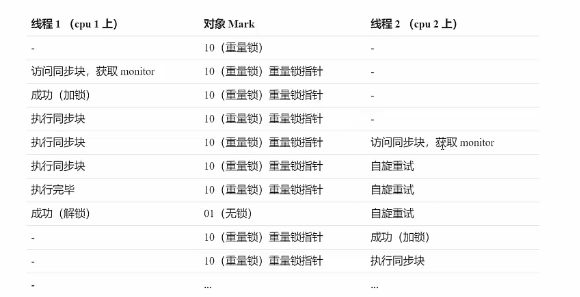 线程 1 （cpu 1 上） 对象 Mark 线程 2 （cpu 2 上）
- 10（重量锁） -
访问同步块，获取 monitor 10（重量锁）重量锁指针 -
成功（加锁） 10（重量锁）重量锁指针 -
执行同步块 10（重量锁）重量锁指针 -
执行同步块 10（重量锁）重量锁指针 访问同步块，获取 monitor
执行同步块 10（重量锁）重量锁指针 自旋重试
执行完毕 10（重量锁）重量锁指针 自旋重试
成功（解锁） 01（无锁） 自旋重试
- 10（重量锁）重量锁指针 成功（加锁）
- 10（重量锁）重量锁指针 执行同步块
- ... ...